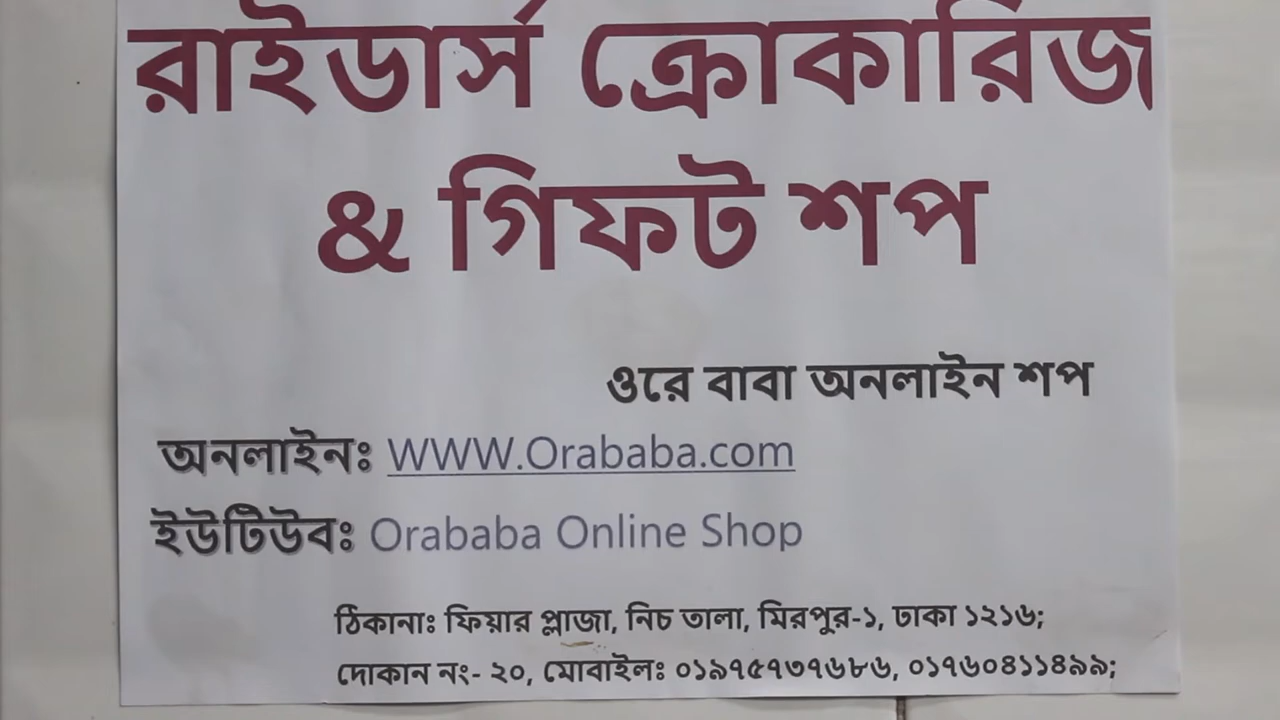 রাইডার্স ক্রোকারিজ
& গিফট শপ
ওরে বাবা অনলাইন শপ
অনলাইনঃ WWW.Orababa.com
ইউটিউবঃ Orababa Online Shop
ঠিকানাঃ ফিয়ার প্লাজা, নিচ তালা, মিরপুর-১, ঢাকা ১২১৬;
দোকান নং- ২০, মোবাইলঃ ০১৯৭৫৭৩৭৬৮৬, ০১৭৬০৪১১৪৯৯;